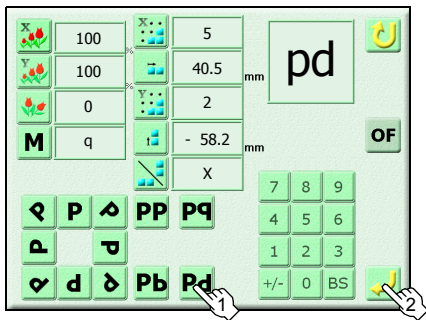 X 100 % X 5 pd
Y 100 % 40.5 mm
0 Y 2
M q - 58.2 mm OF
X
7 8 9
P P P PP Pq
4 5 6
P P
1 2 3
d d b Pb Pd
+/- 0 BS
1 2